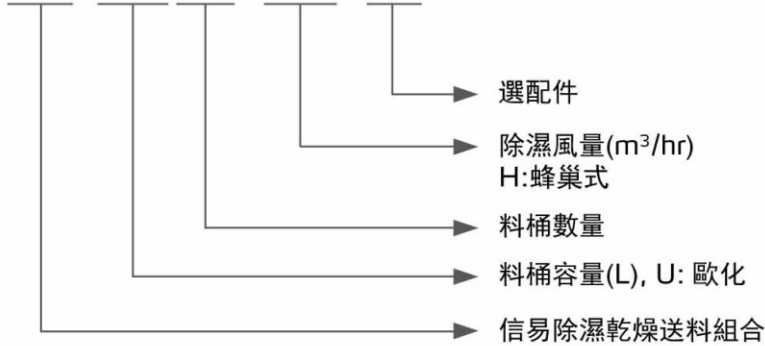 選配件
除濕風量(m³/hr)
H:蜂巢式
料桶數量
料桶容量(L), U: 歐化
信易除濕乾燥送料組合